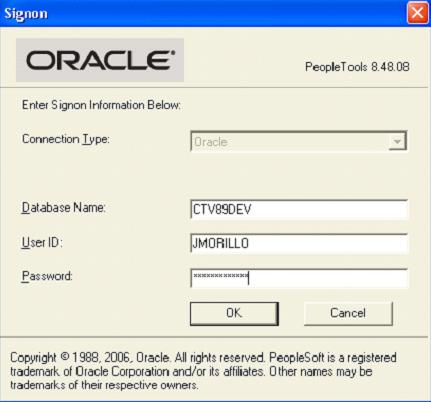 Signon
ORACLE®
PeopleTools 8.48.08
Enter Signon Information Below:
Connection Type:
Oracle
Database Name:
CTV89DEV
User ID:
JMORILLO
Password:
*************
OK
Cancel
Copyright © 1988, 2006, Oracle. All rights reserved. PeopleSoft is a registered
trademark of Oracle Corporation and/or its affiliates. Other names may be
trademarks of their respective owners.